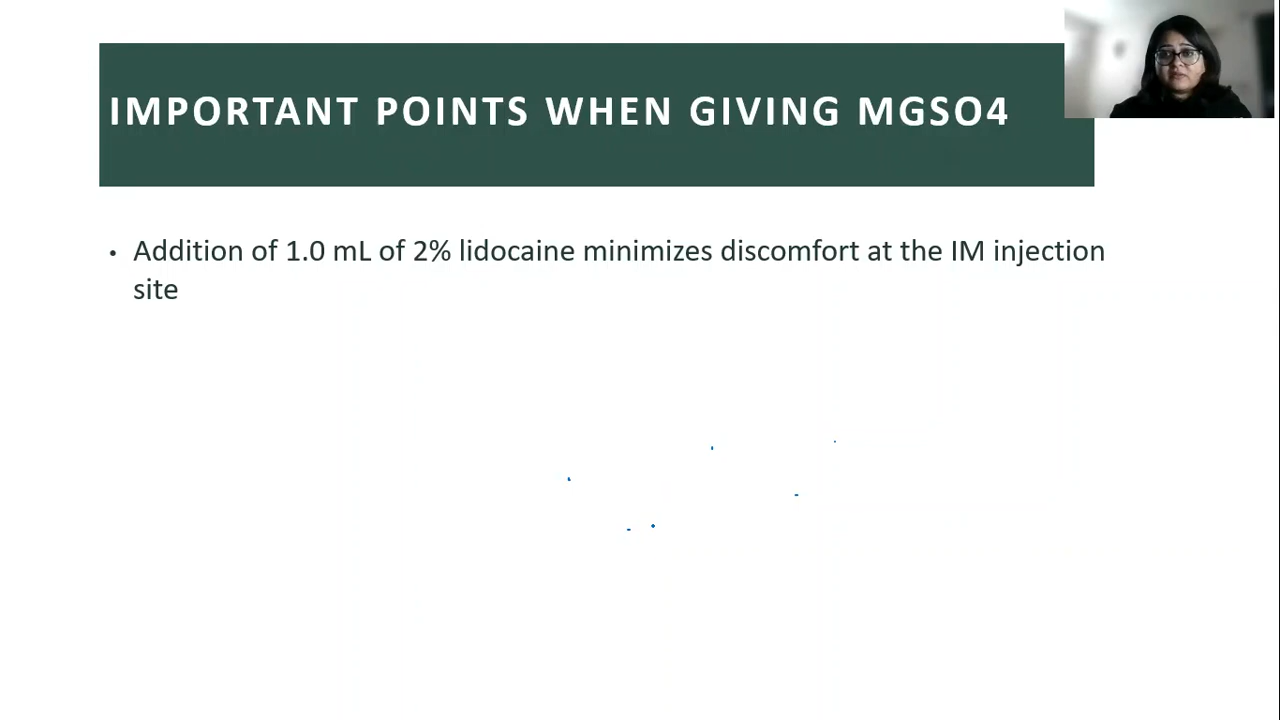 IMPORTANT POINTS WHEN GIVING MGSO4
• Addition of 1.0 mL of 2% lidocaine minimizes discomfort at the IM injection
site